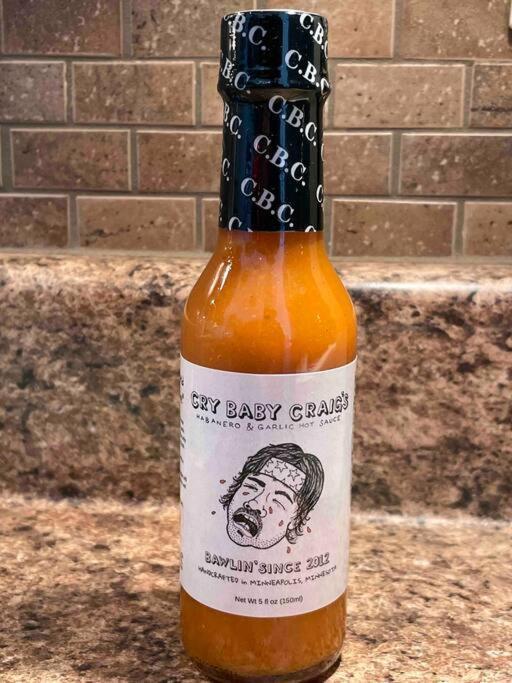 C.B.C.
C.B.C.
C.B.C.
C.B.C.
C.B.C.
C.B.C.
CRY BABY CRAIG'S
HABANERO & GARLIC HOT SAUCE
BAWLIN' SINCE 2012
HANDCRAFTED in MINNEAPOLIS, MINNESOTA
Net Wt 5 fl oz (150ml)